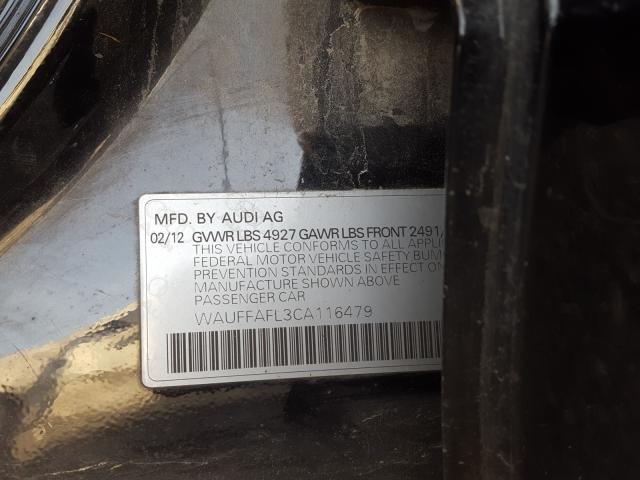 MFD. BY AUDI AG
02/12 GVWR LBS 4927 GAWR LBS FRONT 2491
THIS VEHICLE CONFORMS TO ALL
FEDERAL MOTOR VEHICLE SAFETY
PREVENTION STANDARDS IN EFFECT ON
MANUFACTURE SHOWN ABOVE
PASSENGER CAR
WAUFFAFL3CA116479